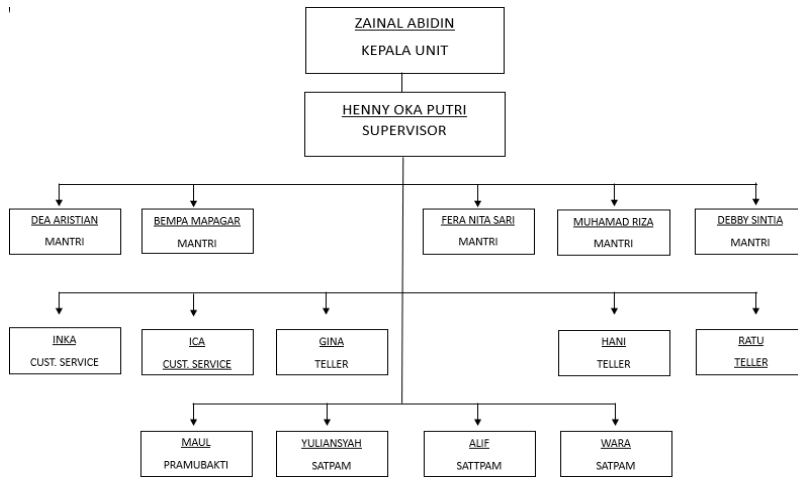 ZAINAL ABIDIN
KEPALA UNIT
HENNY OKA PUTRI
SUPERVISOR
DEA ARISTIAN
MANTRI
BEMPA MAPAGAR
MANTRI
FERA NITA SARI
MANTRI
MUHAMAD RIZA
MANTRI
DEBBY SINTIA
MANTRI
INKA
CUST. SERVICE
ICA
CUST. SERVICE
GINA
TELLER
HANI
TELLER
RATU
TELLER
MAUL
PRAMUBAKTI
YULIANSYAH
SATPAM
ALIF
SATTPAM
WARA
SATPAM